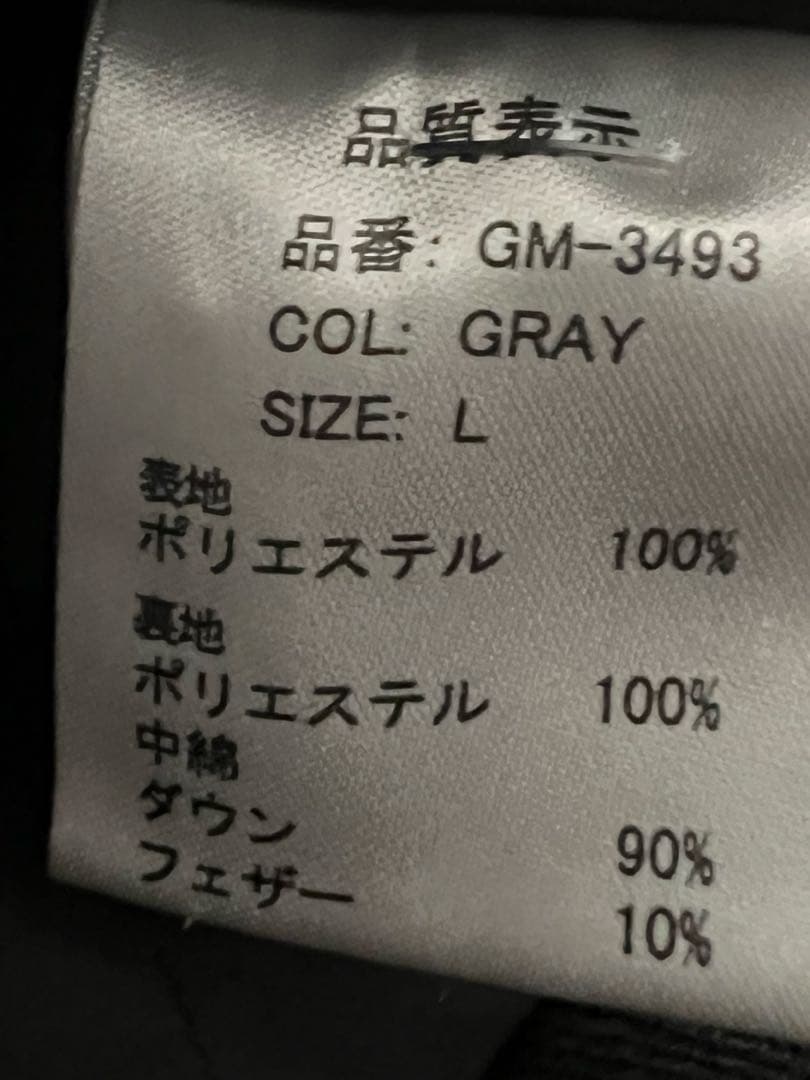 品質表示
品番: GM-3493
COL: GRAY
SIZE: L
表地
ポリエステル 100%
裏地
ポリエステル 100%
中綿
ダウン 90%
フェザー 10%